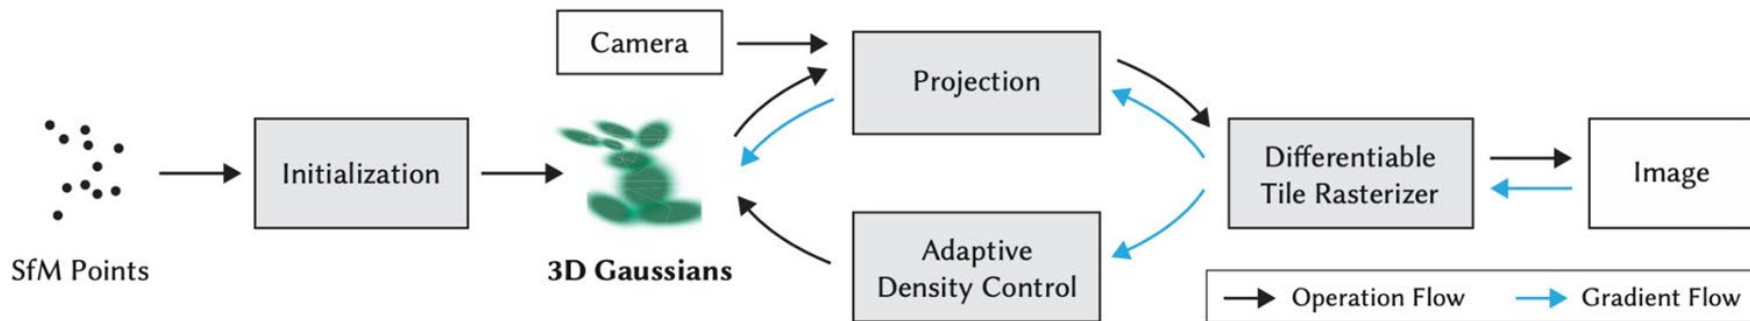 Camera
Projection
Initialization
Differentiable
Tile Rasterizer
Image
SfM Points
3D Gaussians
Adaptive
Density Control
Operation Flow
Gradient Flow